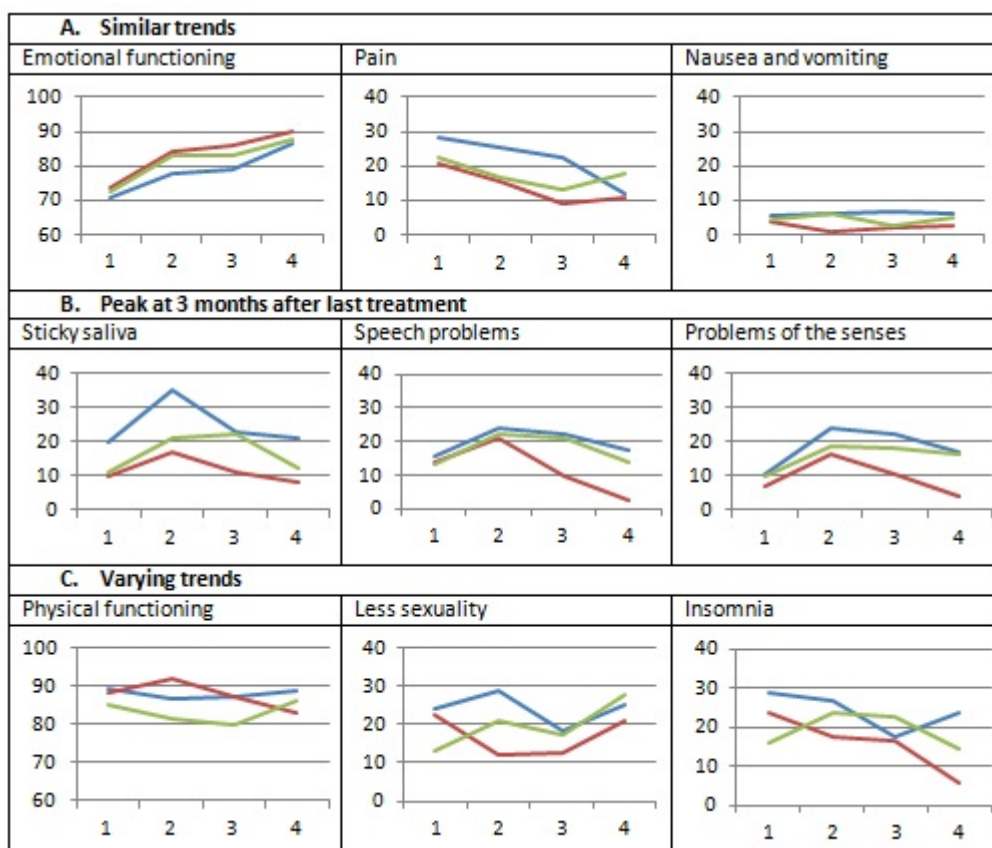 A. Similar trends
Emotional functioning Pain Nausea and vomiting
100 40 40
90 30 30
80 20 20
70 10 10
60 0 0
1 2 3 4 1 2 3 4 1 2 3 4
B. Peak at 3 months after last treatment
Sticky saliva Speech problems Problems of the senses
40 40 40
30 30 30
20 20 20
10 10 10
0 0 0
1 2 3 4 1 2 3 4 1 2 3 4
C. Varying trends
Physical functioning Less sexuality Insomnia
100 40 40
90 30 30
80 20 20
70 10 10
60 0 0
1 2 3 4 1 2 3 4 1 2 3 4